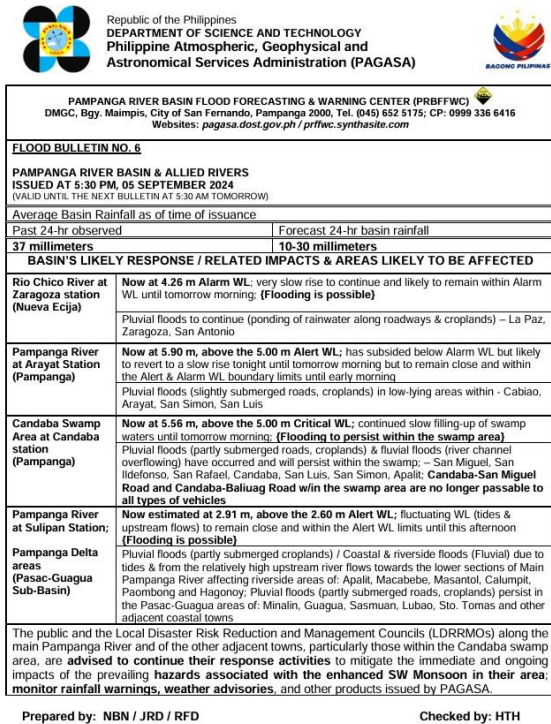 Republic of the Philippines
DEPARTMENT OF SCIENCE AND TECHNOLOGY
Philippine Atmospheric, Geophysical and
Astronomical Services Administration (PAGASA)
BAGONG PILIPINAS
PAMPANGA RIVER BASIN FLOOD FORECASTING & WARNING CENTER (PRBFFWC)
DMGC, Bgy. Maimpis, City of San Fernando, Pampanga 2000, Tel. (045) 652 5175; CP: 0999 336 6416
Websites: pagasa.dost.gov.ph / prffwc.synthasite.com
FLOOD BULLETIN NO. 6
PAMPANGA RIVER BASIN & ALLIED RIVERS
ISSUED AT 5:30 PM, 05 SEPTEMBER 2024
(VALID UNTIL THE NEXT BULLETIN AT 5:30 AM TOMORROW)
Average Basin Rainfall as of time of issuance
Past 24-hr observed
Forecast 24-hr basin rainfall
37 millimeters
10-30 millimeters
BASIN'S LIKELY RESPONSE / RELATED IMPACTS & AREAS LIKELY TO BE AFFECTED
Rio Chico River at
Zaragoza station
(Nueva Ecija)
Now at 4.26 m Alarm WL; very slow rise to continue and likely to remain within Alarm
WL until tomorrow morning; {Flooding is possible}
Pluvial floods to continue (ponding of rainwater along roadways & croplands) – La Paz,
Zaragoza, San Antonio
Pampanga River
at Arayat Station
(Pampanga)
Now at 5.90 m, above the 5.00 m Alert WL; has subsided below Alarm WL but likely
to revert to a slow rise tonight until tomorrow morning but to remain close and within
the Alert & Alarm WL boundary limits until early morning
Pluvial floods (slightly submerged roads, croplands) in low-lying areas within - Cabiao,
Arayat, San Simon, San Luis
Candaba Swamp
Area at Candaba
station
(Pampanga)
Now at 5.56 m, above the 5.00 m Critical WL; continued slow filling-up of swamp
waters until tomorrow morning; {Flooding to persist within the swamp area}
Pluvial floods (partly submerged roads, croplands) & fluvial floods (river channel
overflowing) have occurred and will persist within the swamp; – San Miguel, San
Ildefonso, San Rafael, Candaba, San Luis, San Simon, Apalit; Candaba-San Miguel
Road and Candaba-Baliuag Road w/in the swamp area are no longer passable to
all types of vehicles
Pampanga River
at Sulipan Station;
Pampanga Delta
areas
(Pasac-Guagua
Sub-Basin)
Now estimated at 2.91 m, above the 2.60 m Alert WL; fluctuating WL (tides &
upstream flows) to remain close and within the Alert WL limits until this afternoon
{Flooding is possible}
Pluvial floods (partly submerged croplands) / Coastal & riverside floods (Fluvial) due to
tides & from the relatively high upstream river flows towards the lower sections of Main
Pampanga River affecting riverside areas of: Apalit, Macabebe, Masantol, Calumpit,
Paombong and Hagonoy; Pluvial floods (partly submerged roads, croplands) persist in
the Pasac-Guagua areas of: Minalin, Guagua, Sasmuan, Lubao, Sto. Tomas and other
adjacent coastal towns
The public and the Local Disaster Risk Reduction and Management Councils (LDRRMOs) along the
main Pampanga River and of the other adjacent towns, particularly those within the Candaba swamp
area, are advised to continue their response activities to mitigate the immediate and ongoing
impacts of the prevailing hazards associated with the enhanced SW Monsoon in their area;
monitor rainfall warnings, weather advisories, and other products issued by PAGASA.
Prepared by: NBN / JRD / RFD
Checked by: HTH